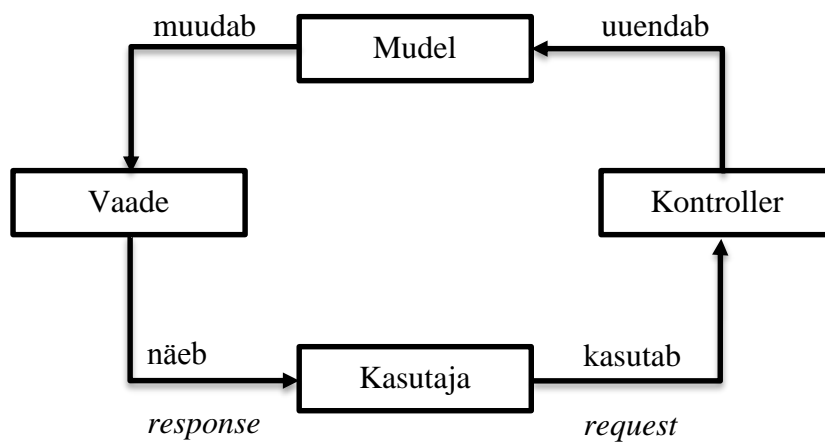 muudab
Mudel
uuendab
Vaade
Kontroller
näeb
Kasutaja
kasutab
response
request